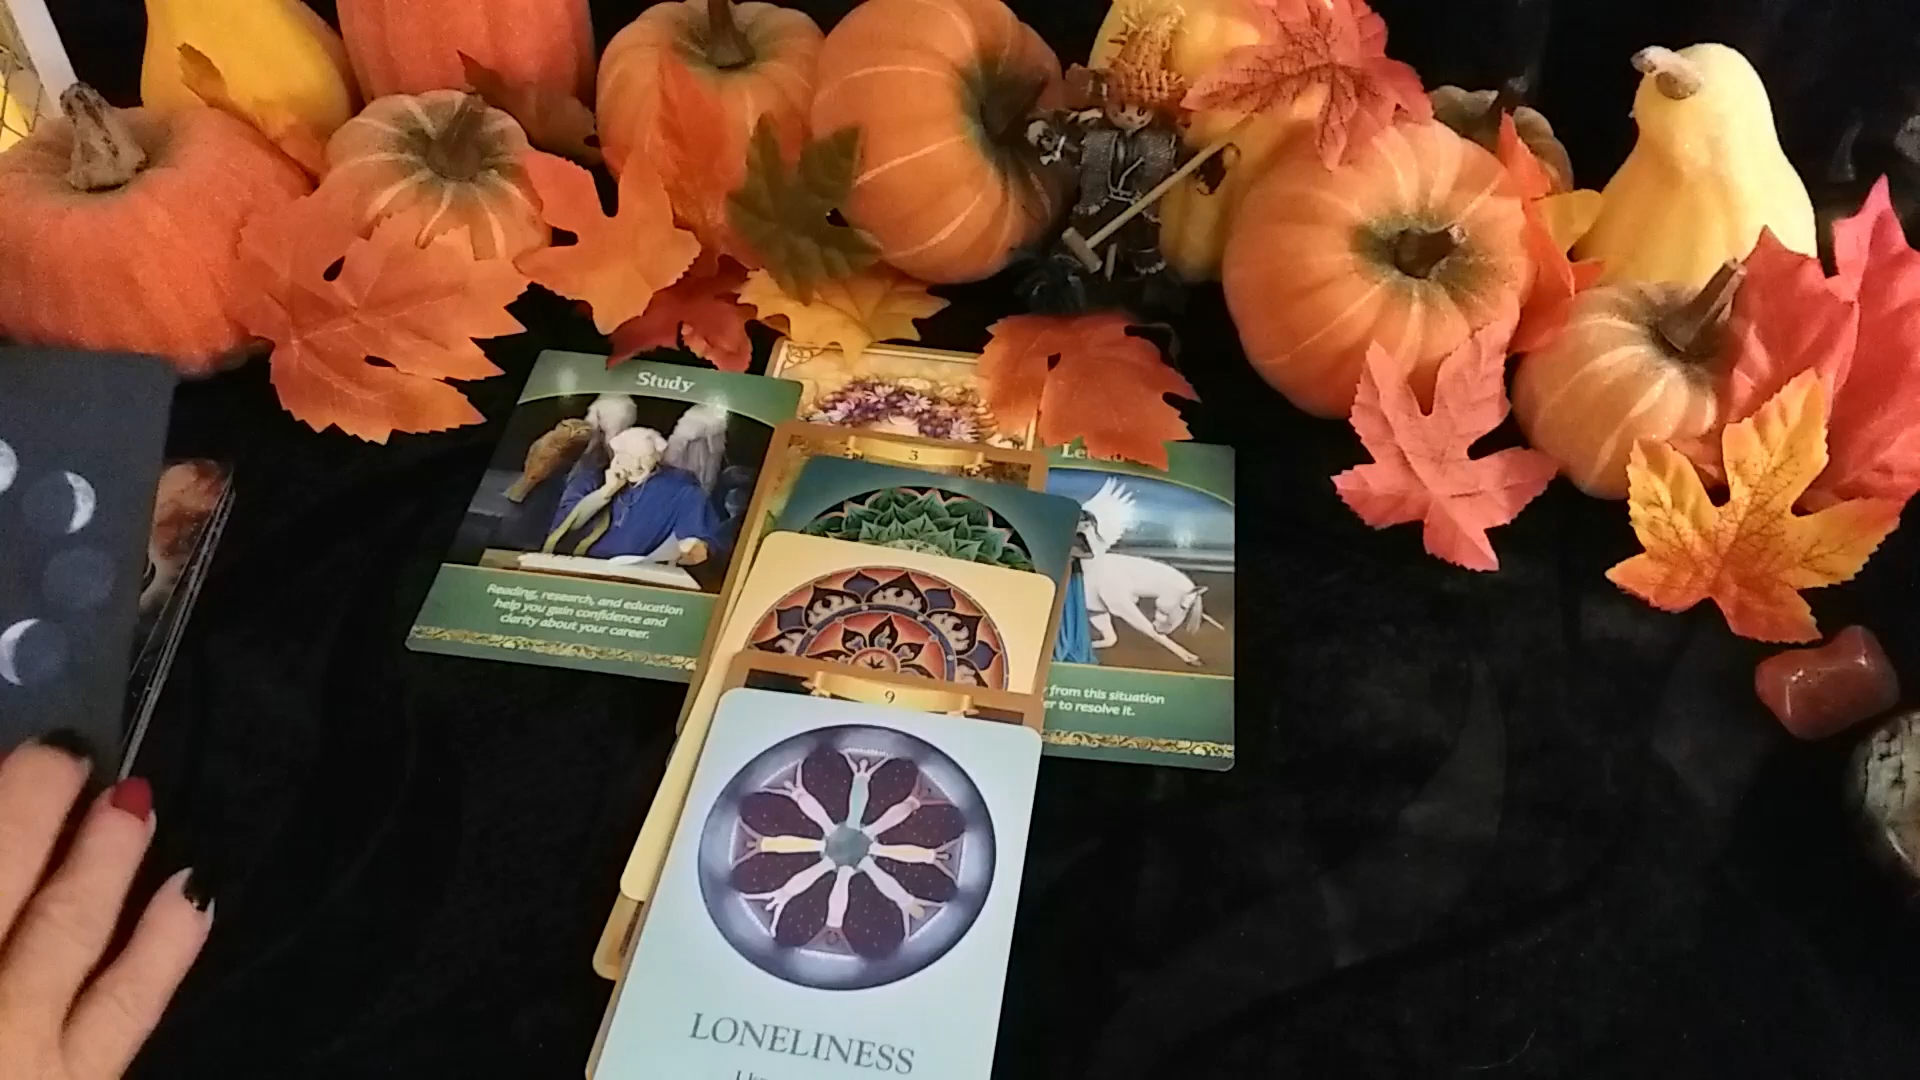 Study
Reading, research, and education
help you gain confidence and
clarity about your career.
3
from this situation
to resolve it.
9
LONELINESS